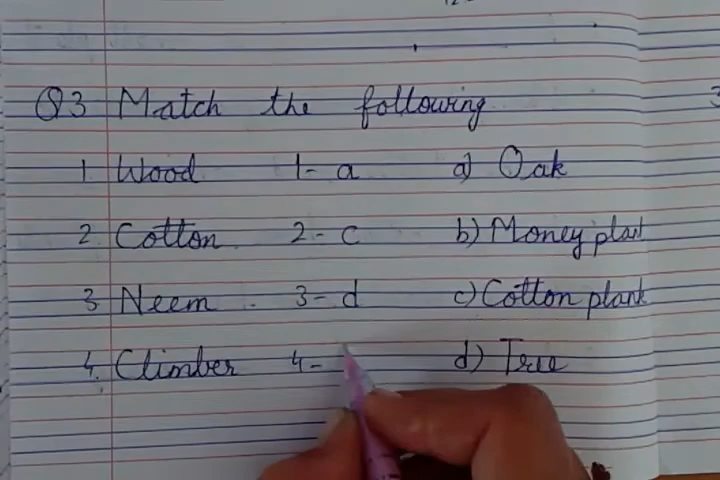 Q3 Match the following
1 Wood 1- a a) Oak
2. Cotton 2- c b) Money plant
3 Neem 3- d c) Cotton plant
4. Climber 4- d) Tree